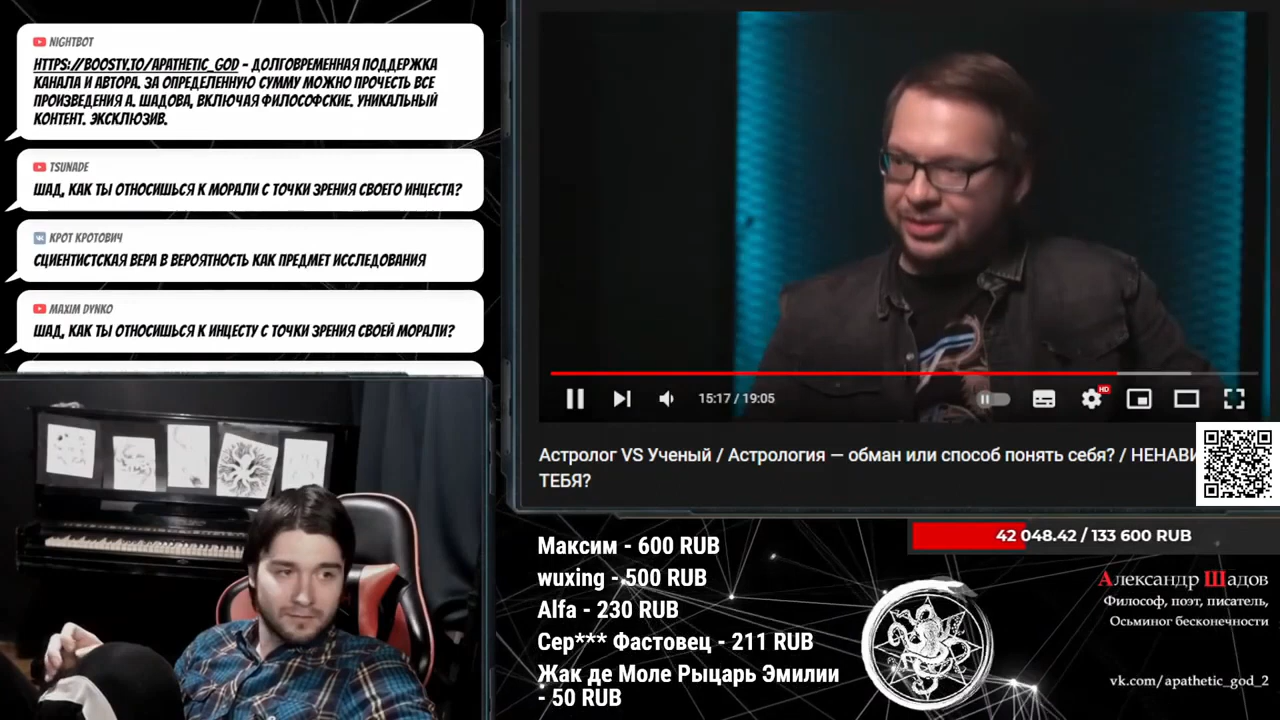 NIGHTBOT
HTTPS://BOOSTY.TO/APATHETIC_GOD – ДОЛГОВРЕМЕННАЯ ПОДДЕРЖКА
КАНАЛА И АВТОРА. ЗА ОПРЕДЕЛЕННУЮ СУММУ МОЖНО ПРОЧЕСТЬ ВСЕ
ПРОИЗВЕДЕНИЯ А. ШАДОВА, ВКЛЮЧАЯ ФИЛОСОФСКИЕ. УНИКАЛЬНЫЙ
КОНТЕНТ. ЭКСКЛЮЗИВ.
TSUNADE
ШАД, КАК ТЫ ОТНОСИШЬСЯ К МОРАЛИ С ТОЧКИ ЗРЕНИЯ СВОЕГО ИНЦЕСТА?
КРОТ КРОТОВИЧ
СЦИЕНТИСТСКАЯ ВЕРА В ВЕРОЯТНОСТЬ КАК ПРЕДМЕТ ИССЛЕДОВАНИЯ
MAXIM DYNKO
ШАД, КАК ТЫ ОТНОСИШЬСЯ К ИНЦЕСТУ С ТОЧКИ ЗРЕНИЯ СВОЕЙ МОРАЛИ?
15:17 / 19:05
HD
Астролог VS Ученый / Астрология — обман или способ понять себя? / НЕНАВИ
ТЕБЯ?
42 048.42 / 133 600 RUB
Максим - 600 RUB
wuxing - 500 RUB
Alfa - 230 RUB
Сер*** Фастовец - 211 RUB
Жак де Моле Рыцарь Эмилии
- 50 RUB
Александр Шадов
Философ, поэт, писатель,
Осьминог бесконечности
vk.com/apathetic_god_2